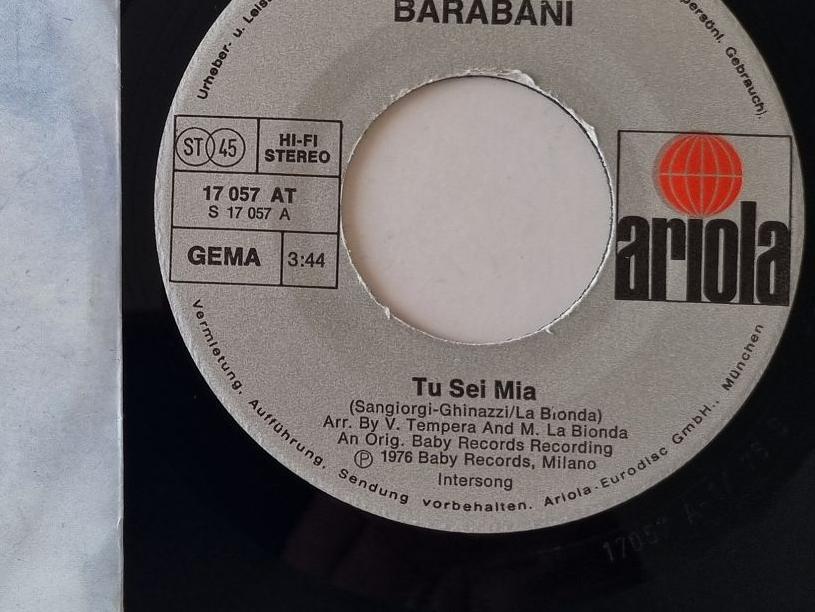 BARABANI
Urheber- u. Leis
persönl. Gebrauch).
ST 45
HI-FI
STEREO
17 057 AT
S 17 057 A
GEMA
3:44
ariola
Tu Sei Mia
(Sangiorgi-Ghinazzi/La Bionda)
Arr. By V. Tempera And M. La Bionda
An Orig. Baby Records Recording
Ⓟ 1976 Baby Records, Milano
Intersong
Vermietung. Aufführung. Sendung vorbehalten. Ariola-Eurodisc GmbH., München